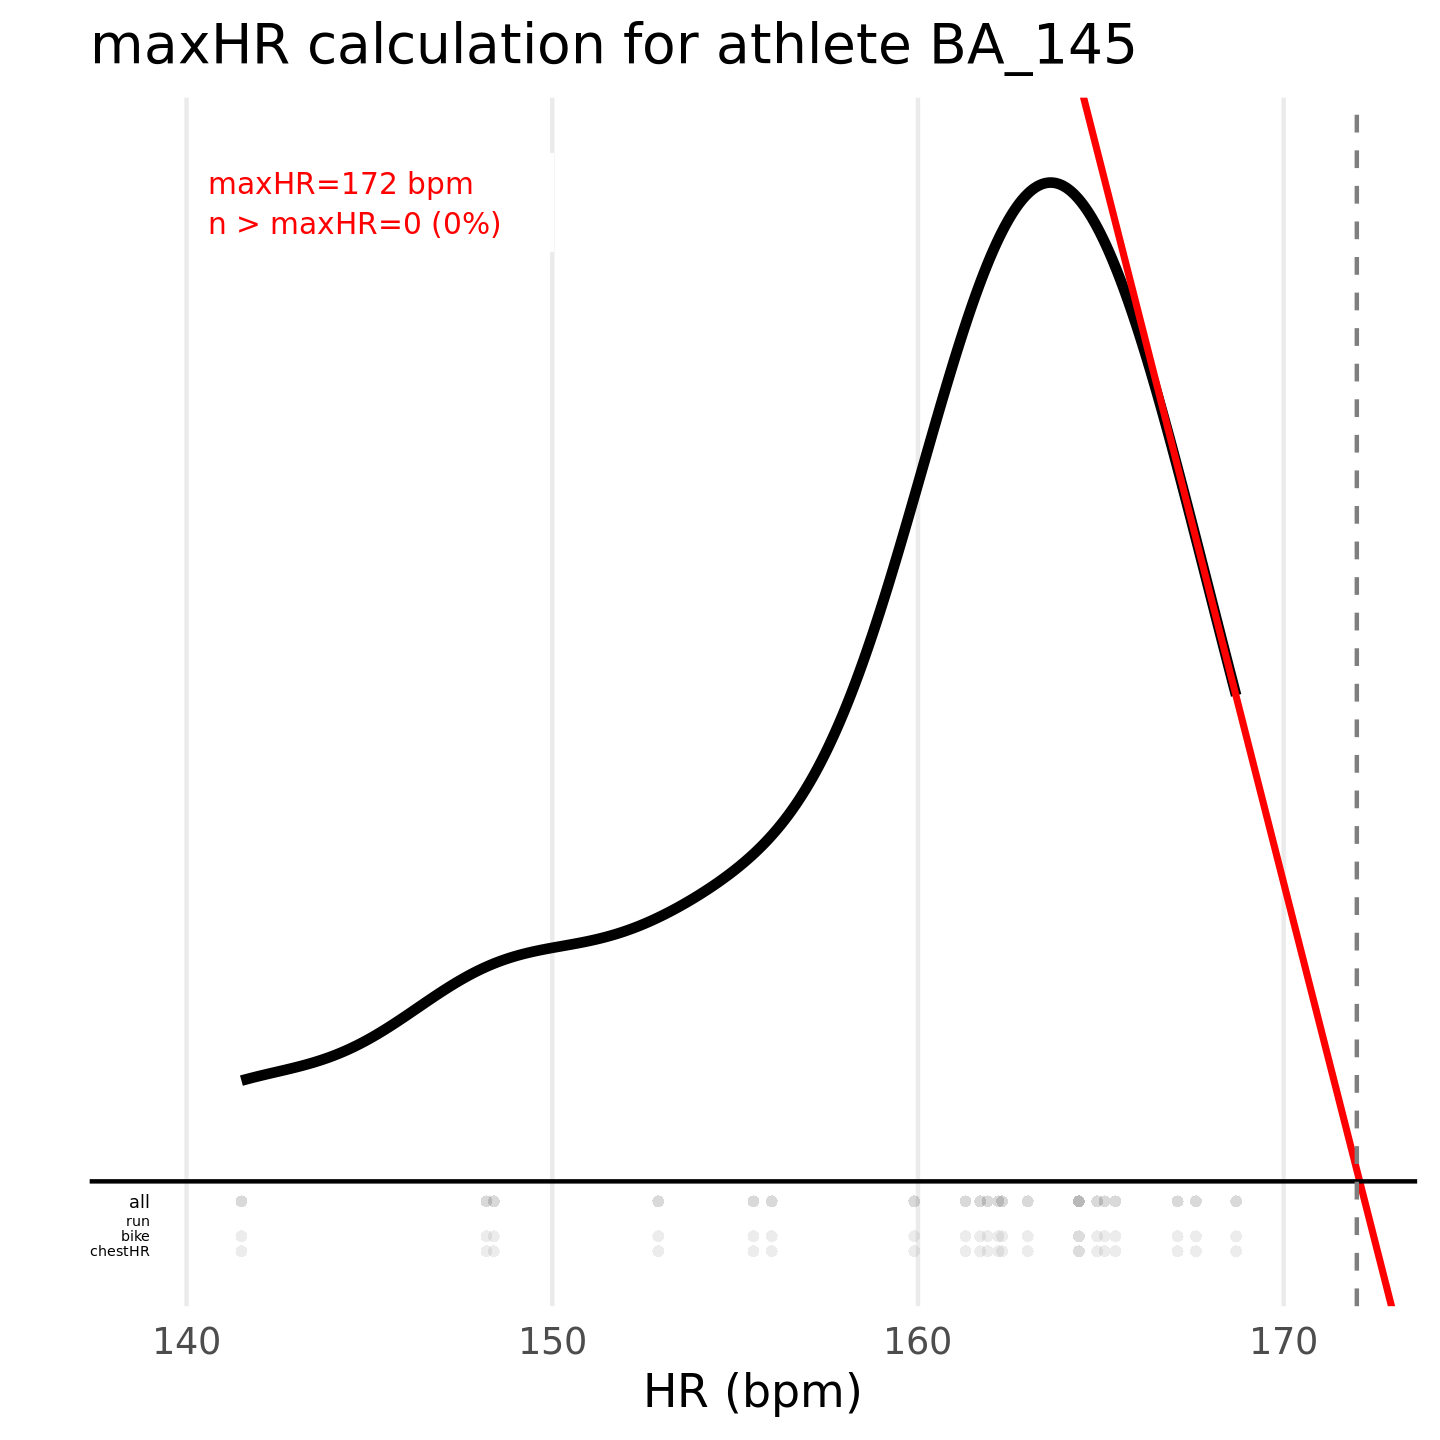 maxHR calculation for athlete BA_145
maxHR=172 bpm
n > maxHR=0 (0%)
all
run
bike
chestHR
140 150 160 170
HR (bpm)